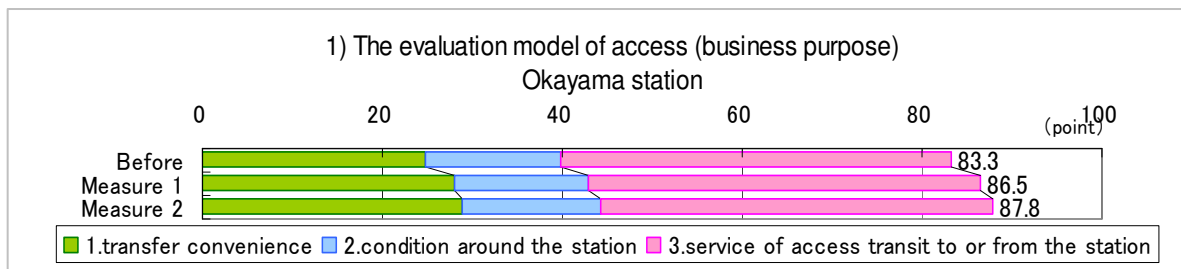 1) The evaluation model of access (business purpose)
Okayama station
0 20 40 60 80 100
(point)
Before 83.3
Measure 1 86.5
Measure 2 87.8
1.transfer convenience 2.condition around the station 3.service of access transit to or from the station